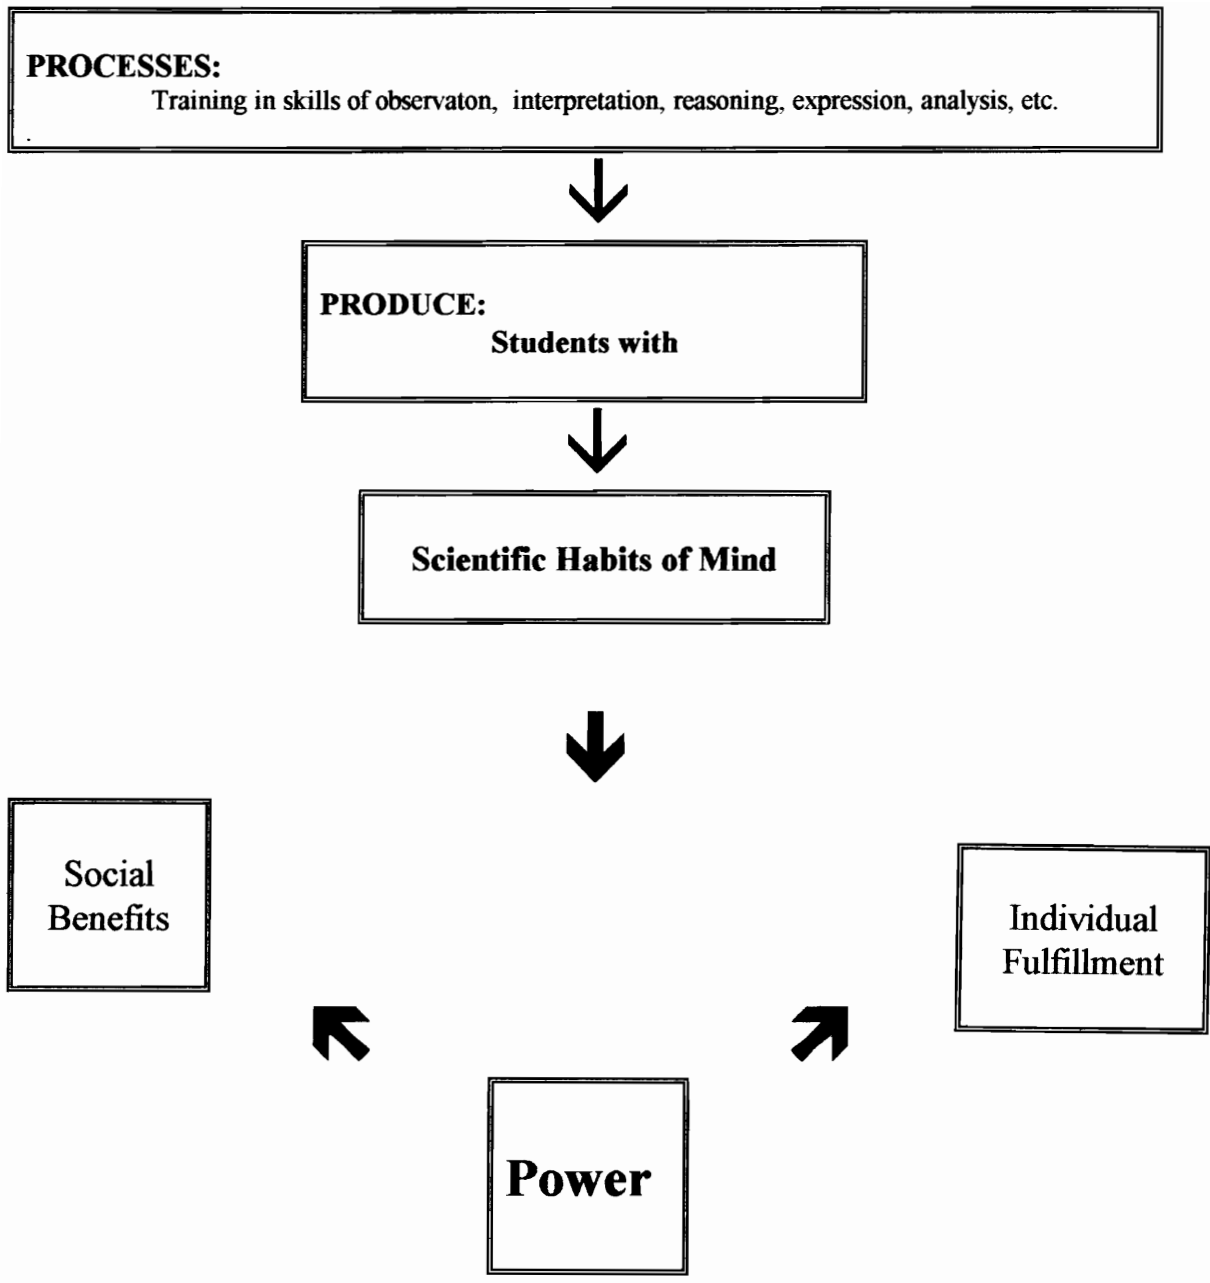 PROCESSES:
Training in skills of observaton, interpretation, reasoning, expression, analysis, etc.
PRODUCE:
Students with
Scientific Habits of Mind
Social
Benefits
Individual
Fulfillment
Power